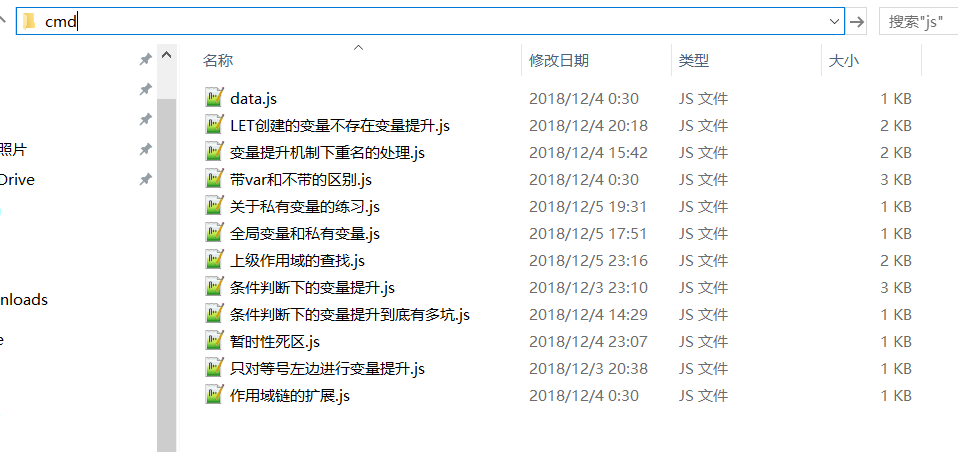 cmd
搜索"js"
名称 修改日期 类型 大小
data.js 2018/12/4 0:30 JS 文件 1 KB
LET创建的变量不存在变量提升.js 2018/12/4 20:18 JS 文件 2 KB
变量提升机制下重名的处理.js 2018/12/4 15:42 JS 文件 2 KB
照片
带var和不带的区别.js 2018/12/4 0:30 JS 文件 3 KB
Drive
关于私有变量的练习.js 2018/12/5 19:31 JS 文件 1 KB
全局变量和私有变量.js 2018/12/5 17:51 JS 文件 1 KB
上级作用域的查找.js 2018/12/5 23:16 JS 文件 2 KB
条件判断下的变量提升.js 2018/12/3 23:10 JS 文件 3 KB
nloads
条件判断下的变量提升到底有多坑.js 2018/12/4 14:29 JS 文件 1 KB
暂时性死区.js 2018/12/4 23:07 JS 文件 1 KB
e
只对等号左边进行变量提升.js 2018/12/3 20:38 JS 文件 1 KB
作用域链的扩展.js 2018/12/4 0:30 JS 文件 1 KB